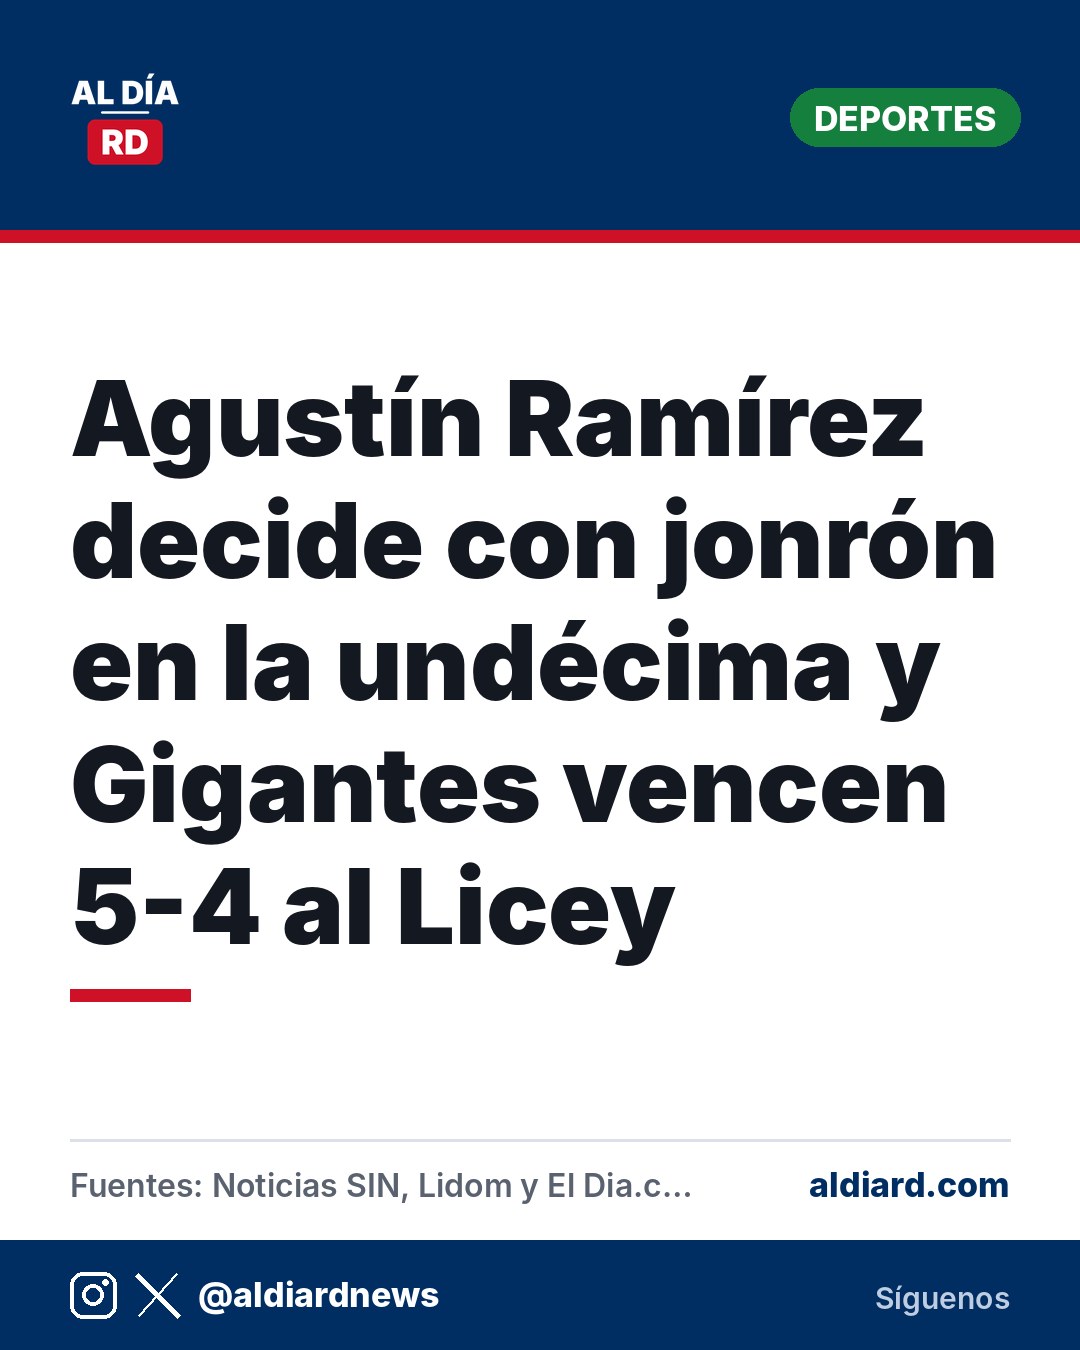 AL DÍA
RD
DEPORTES
Agustín Ramírez
decide con jonrón
en la undécima y
Gigantes vencen
5-4 al Licey
Fuentes: Noticias SIN, Lidom y El Dia.c...
aldiard.com
@aldiardnews
Síguenos